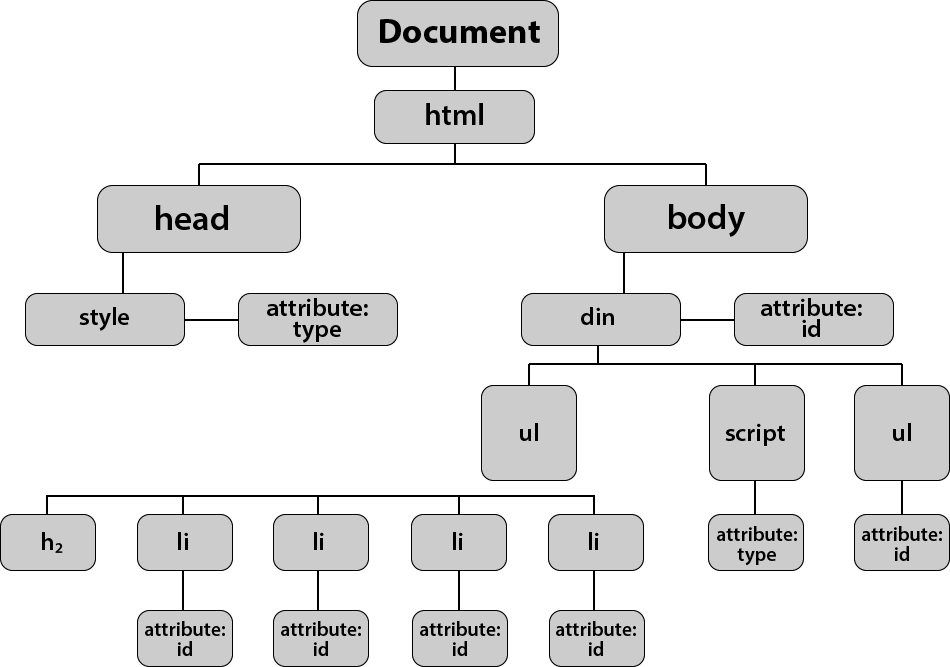 Document
html
head
body
style
attribute:
type
din
attribute:
id
ul
script
ul
h₂
li
li
li
li
attribute:
type
attribute:
id
attribute:
id
attribute:
id
attribute:
id
attribute:
id